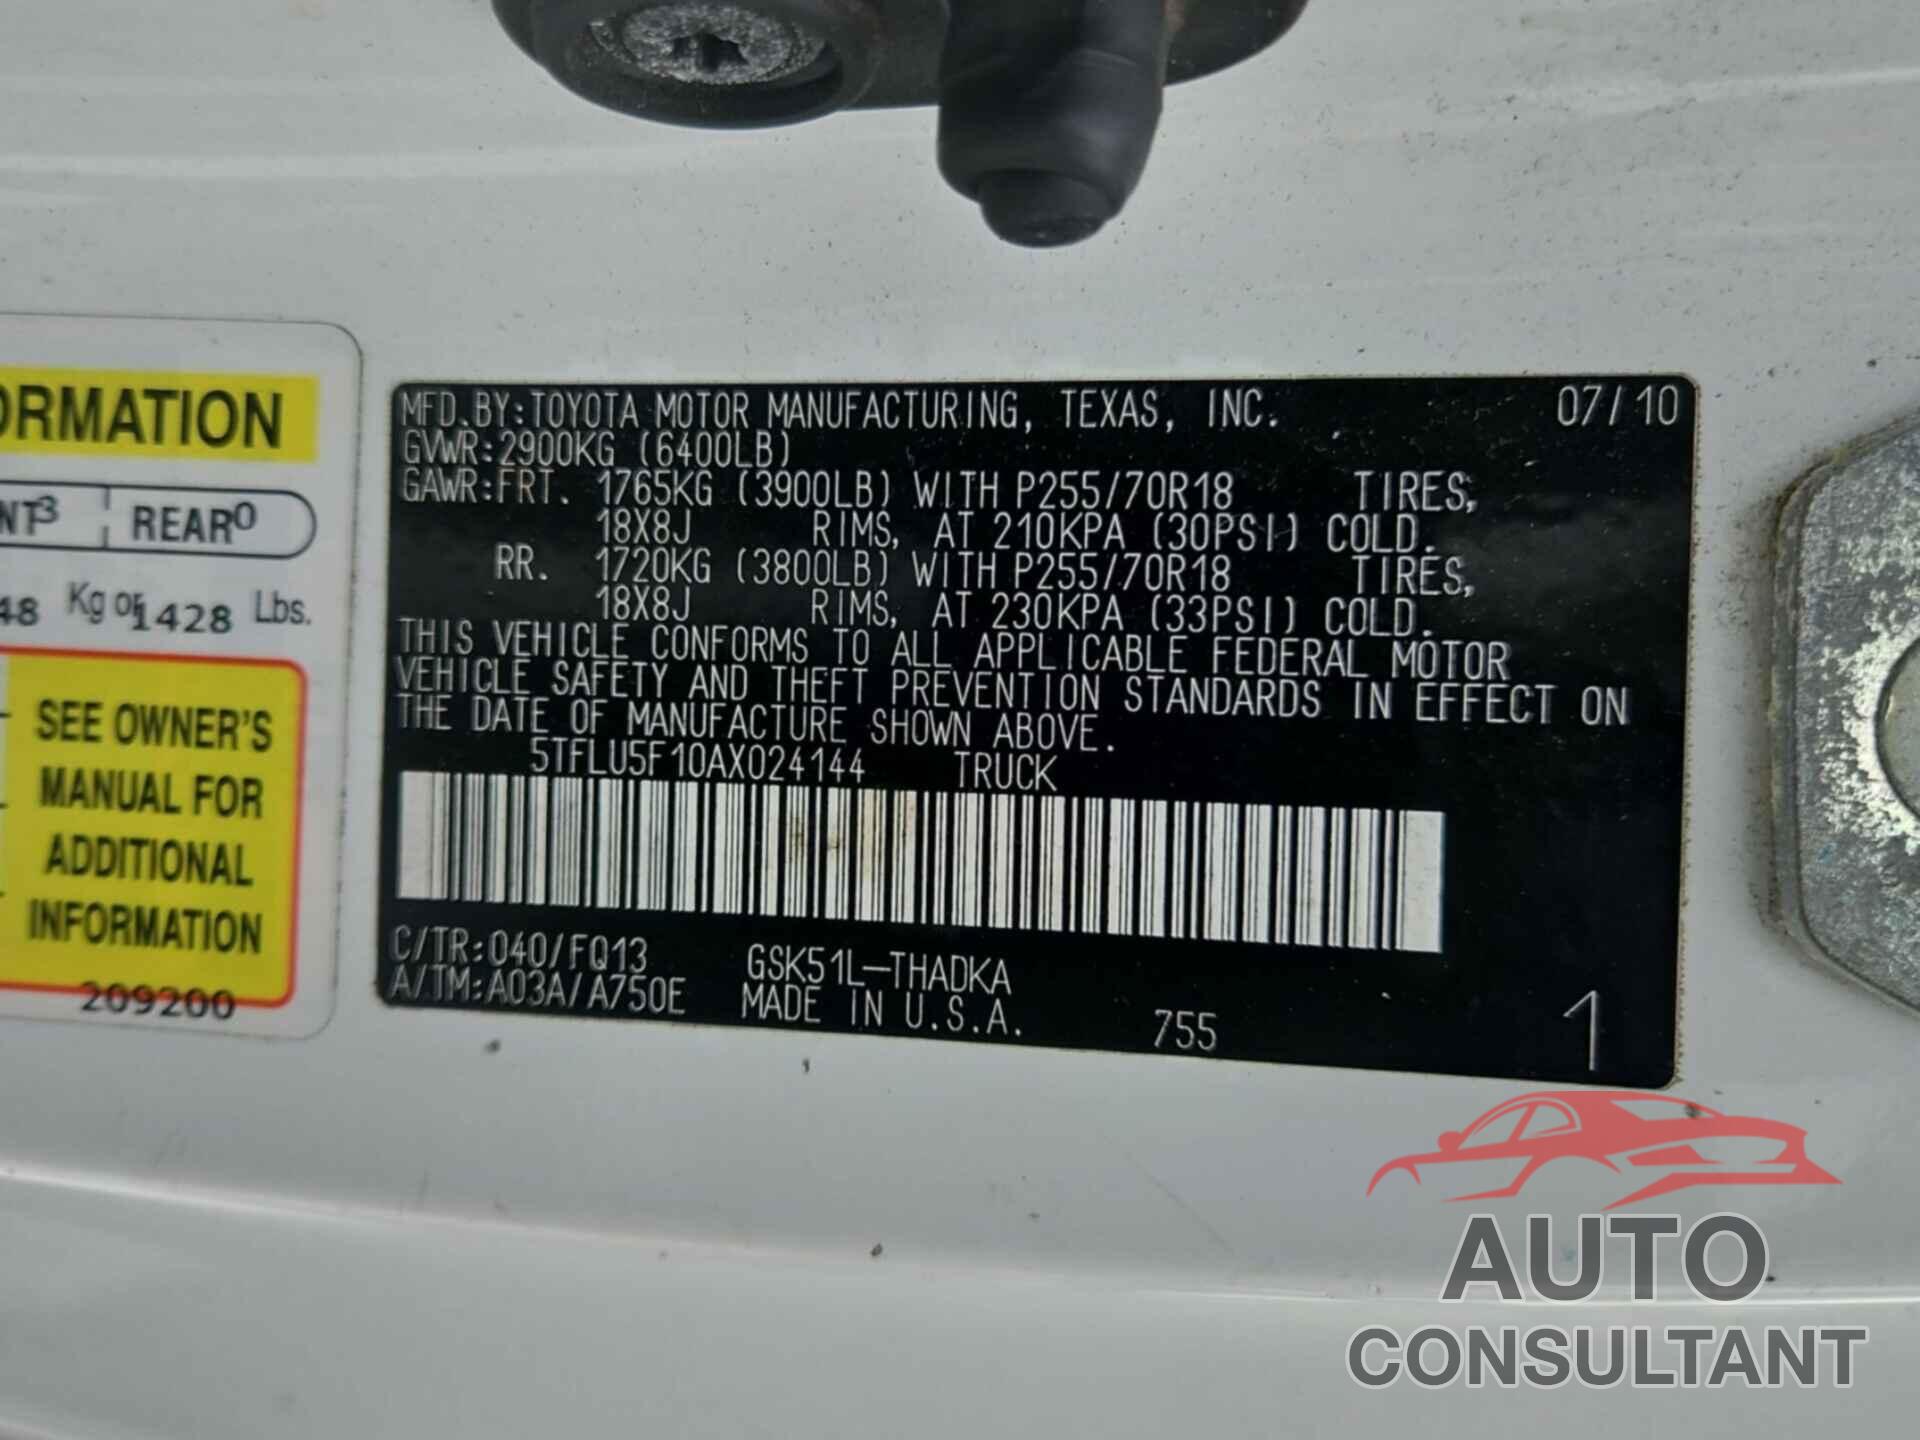 ORMATION
NT3 REAR0
48 Kg or 1428 Lbs.
SEE OWNER'S
MANUAL FOR
ADDITIONAL
INFORMATION
209200
MFD.BY:TOYOTA MOTOR MANUFACTURING, TEXAS, INC. 07/10
GVWR:2900KG (6400LB)
GAWR:FRT. 1765KG (3900LB) WITH P255/70R18 TIRES,
18X8J RIMS, AT 210KPA (30PSI) COLD.
RR. 1720KG (3800LB) WITH P255/70R18 TIRES,
18X8J RIMS, AT 230KPA (33PSI) COLD.
THIS VEHICLE CONFORMS TO ALL APPLICABLE FEDERAL MOTOR
VEHICLE SAFETY AND THEFT PREVENTION STANDARDS IN EFFECT ON
THE DATE OF MANUFACTURE SHOWN ABOVE.
5TFLU5F10AX024144 TRUCK
C/TR:040/FQ13 GSK51L-THADKA
A/TM:A03A/A750E MADE IN U.S.A. 755 1
AUTO
CONSULTANT